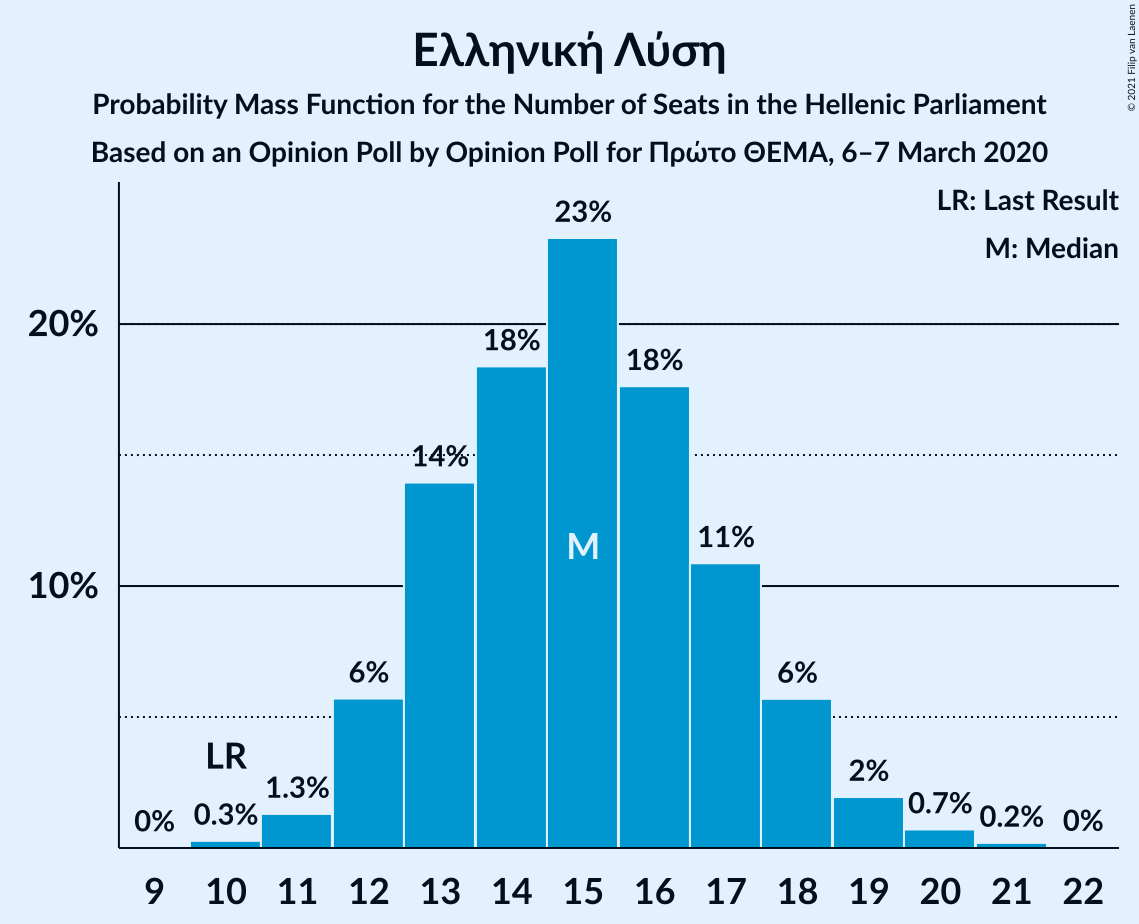 Ελληνική Λύση
Probability Mass Function for the Number of Seats in the Hellenic Parliament
Based on an Opinion Poll by Opinion Poll for Πρώτο ΘΕΜΑ, 6–7 March 2020
© 2021 Filip van Laenen
LR: Last Result
M: Median
20%
10%
0%
0.3%
LR
1.3%
6%
14%
18%
23%
M
18%
11%
6%
2%
0.7%
0.2%
0%
9 10 11 12 13 14 15 16 17 18 19 20 21 22